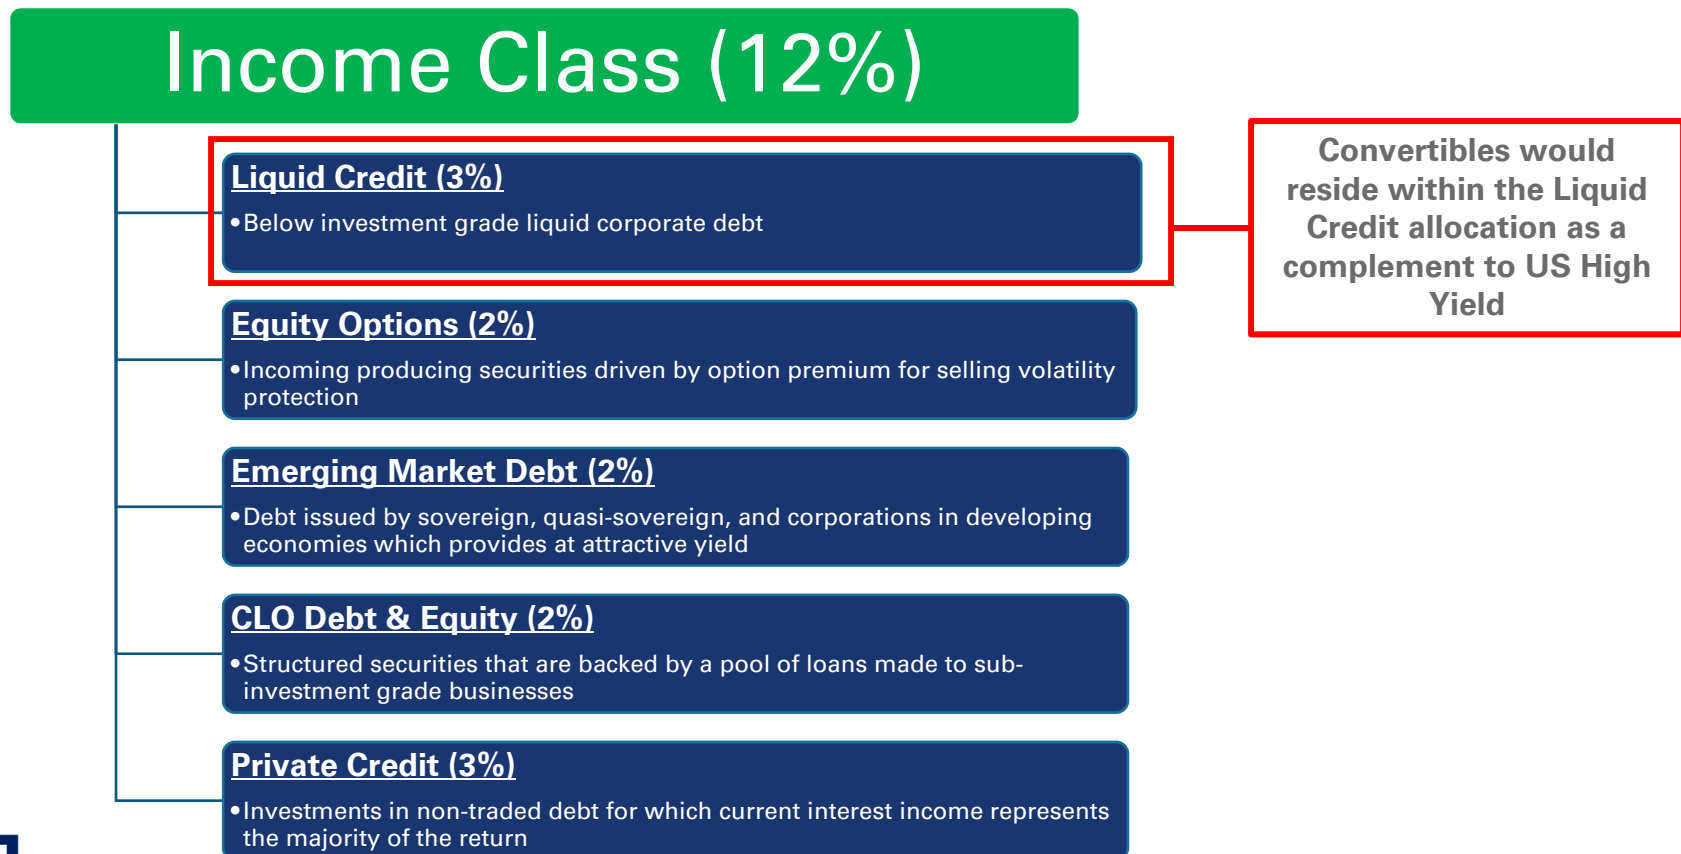 Income Class (12%)
Liquid Credit (3%)
•Below investment grade liquid corporate debt
Convertibles would
reside within the Liquid
Credit allocation as a
complement to US High
Yield
Equity Options (2%)
•Incoming producing securities driven by option premium for selling volatility
protection
Emerging Market Debt (2%)
•Debt issued by sovereign, quasi-sovereign, and corporations in developing
economies which provides at attractive yield
CLO Debt & Equity (2%)
•Structured securities that are backed by a pool of loans made to sub-
investment grade businesses
Private Credit (3%)
•Investments in non-traded debt for which current interest income represents
the majority of the return